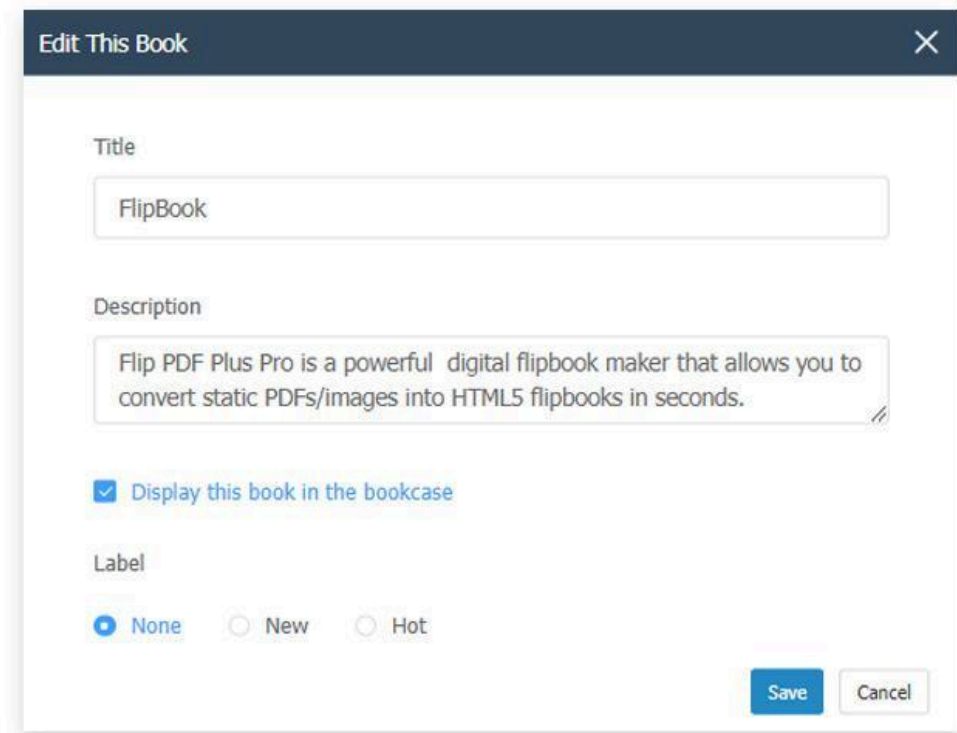 Edit This Book
Title
FlipBook
Description
Flip PDF Plus Pro is a powerful  digital flipbook maker that allows you to
convert static PDFs/images into HTML5 flipbooks in seconds.
Display this book in the bookcase
Label
None New Hot
Save Cancel